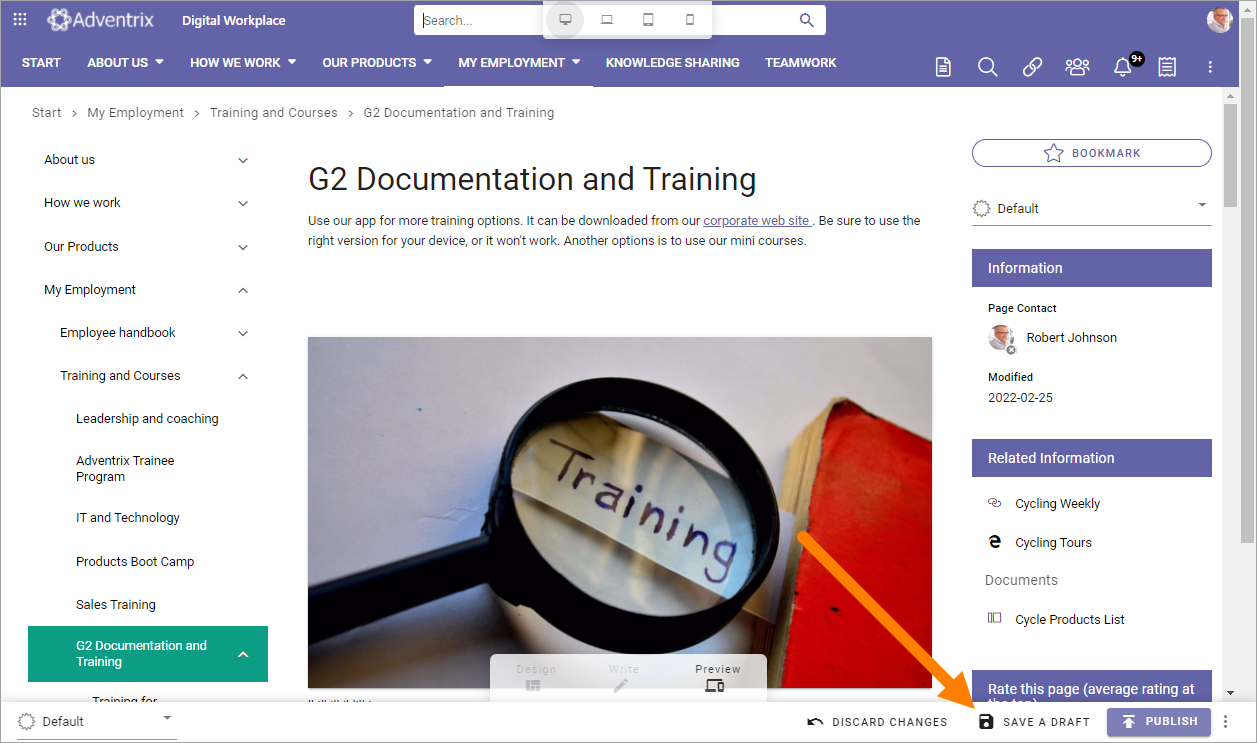 Adventrix
Digital Workplace
Search...
START
ABOUT US
HOW WE WORK
OUR PRODUCTS
MY EMPLOYMENT
KNOWLEDGE SHARING
TEAMWORK
9+
Start > My Employment > Training and Courses > G2 Documentation and Training
About us
How we work
Our Products
My Employment
Employee handbook
Training and Courses
Leadership and coaching
Adventrix Trainee
Program
IT and Technology
Products Boot Camp
Sales Training
G2 Documentation and
Training
Training for
G2 Documentation and Training
Use our app for more training options. It can be downloaded from our corporate web site . Be sure to use the
right version for your device, or it won't work. Another options is to use our mini courses.
Training
BOOKMARK
Default
Information
Page Contact
Robert Johnson
Modified
2022-02-25
Related Information
Cycling Weekly
Cycling Tours
Documents
Cycle Products List
Rate this page (average rating at
the top)
Design
Write
Preview
Default
DISCARD CHANGES
SAVE A DRAFT
PUBLISH